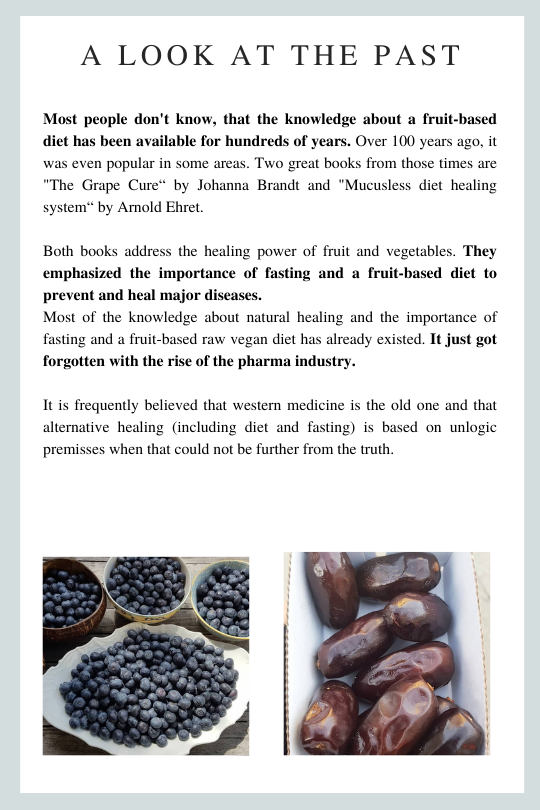 A LOOK AT THE PAST
Most people don't know, that the knowledge about a fruit-based
diet has been available for hundreds of years. Over 100 years ago, it
was even popular in some areas. Two great books from those times are
"The Grape Cure“ by Johanna Brandt and "Mucusless diet healing
system“ by Arnold Ehret.
Both books address the healing power of fruit and vegetables. They
emphasized the importance of fasting and a fruit-based diet to
prevent and heal major diseases.
Most of the knowledge about natural healing and the importance of
fasting and a fruit-based raw vegan diet has already existed. It just got
forgotten with the rise of the pharma industry.
It is frequently believed that western medicine is the old one and that
alternative healing (including diet and fasting) is based on unlogic
premisses when that could not be further from the truth.